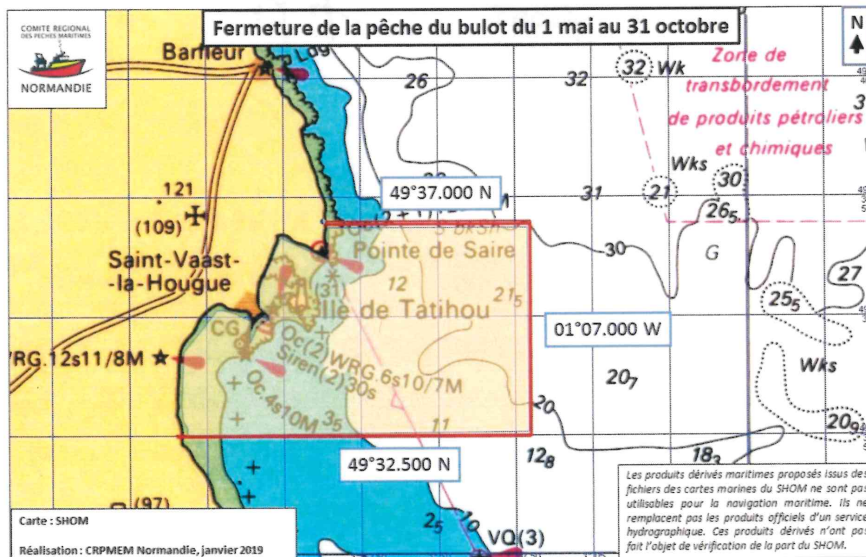 Fermeture de la pêche du bulot du 1 mai au 31 octobre
COMITE REGIONAL
DES PECHES MARITIMES
NORMANDIE
N
Barfleur
26
32
32 Wk
Zone de
transbordement
de produits pétroliers
et chimiques
Wks
21
30
26₅
31
121
(109)
49°37.000 N
Pointe de Saire
30
G
27
Saint-Vaast-
-la-Hougue
12
(31)
Ile de Tatihou
21₅
25₅
01°07.000 W
CG
Oc(2)WRG.6s10/7M
Siren(2)30s
WRG.12s11/8M
Oc.4s10M
Wks
20₇
20
20₉
3₅
11
49°32.500 N
12₈
18₃
(97)
2₅
10
VQ(3)
Carte : SHOM
Réalisation : CRPMEM Normandie, janvier 2019
Les produits dérivés maritimes proposés issus des
fichiers des cartes marines du SHOM ne sont pas
utilisables pour la navigation maritime. Ils ne
remplacent pas les produits officiels d'un service
hydrographique. Ces produits dérivés n'ont pas
fait l'objet de vérification de la part du SHOM.